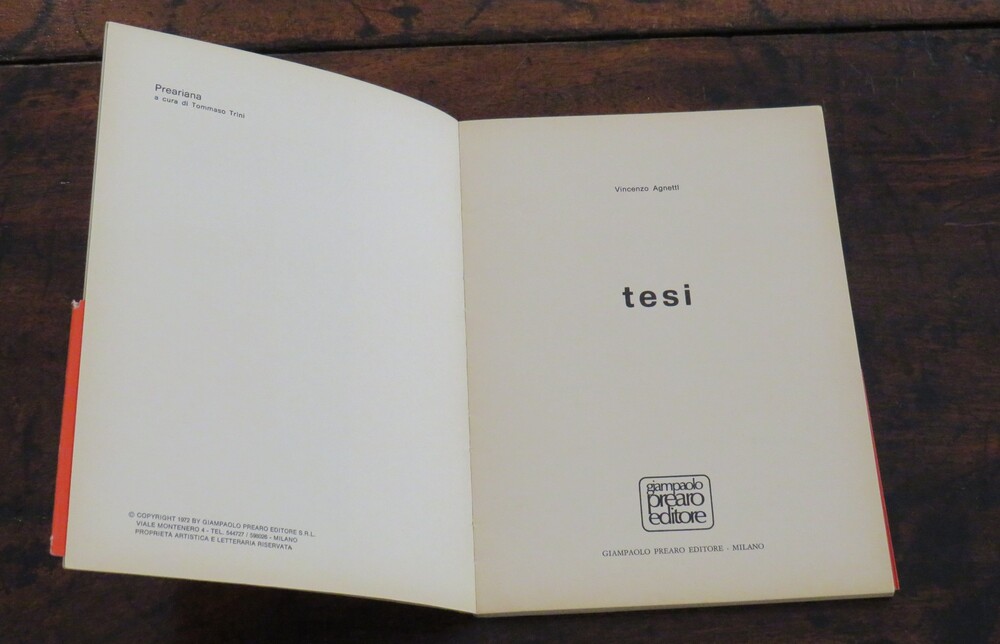 Preariana
a cura di Tommaso Trini
© COPYRIGHT 1972 BY GIAMPAOLO PREARO EDITORE S.R.L.
VIALE MONTENERO 4 - TEL. 544727 / 598698 - MILANO
PROPRIETÀ ARTISTICA E LETTERARIA RISERVATA
Vincenzo Agnetti
tesi
giampaolo
prearo
editore
GIAMPAOLO PREARO EDITORE - MILANO